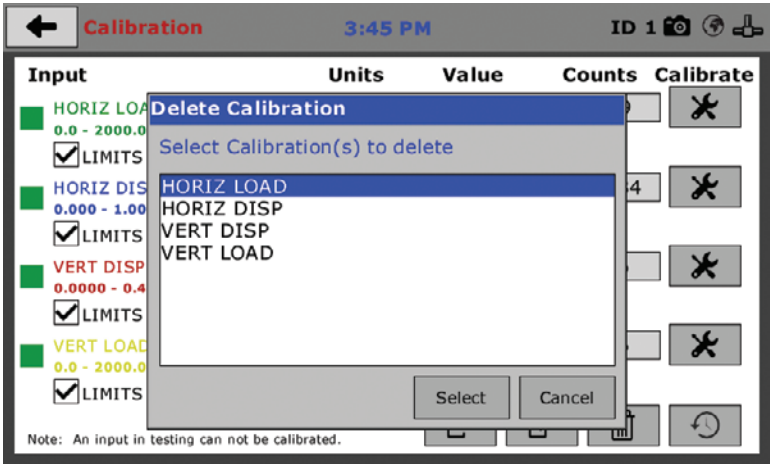 Calibration 3:45 PM ID 1
Input Units Value Counts Calibrate
HORIZ LOA
0.0 - 2000.0
LIMITS
HORIZ DIS
0.000 - 1.00
LIMITS
VERT DISP
0.0000 - 0.4
LIMITS
VERT LOAD
0.0 - 2000.0
LIMITS
Delete Calibration
Select Calibration(s) to delete
HORIZ LOAD
HORIZ DISP
VERT DISP
VERT LOAD
Select Cancel
Note: An input in testing can not be calibrated.